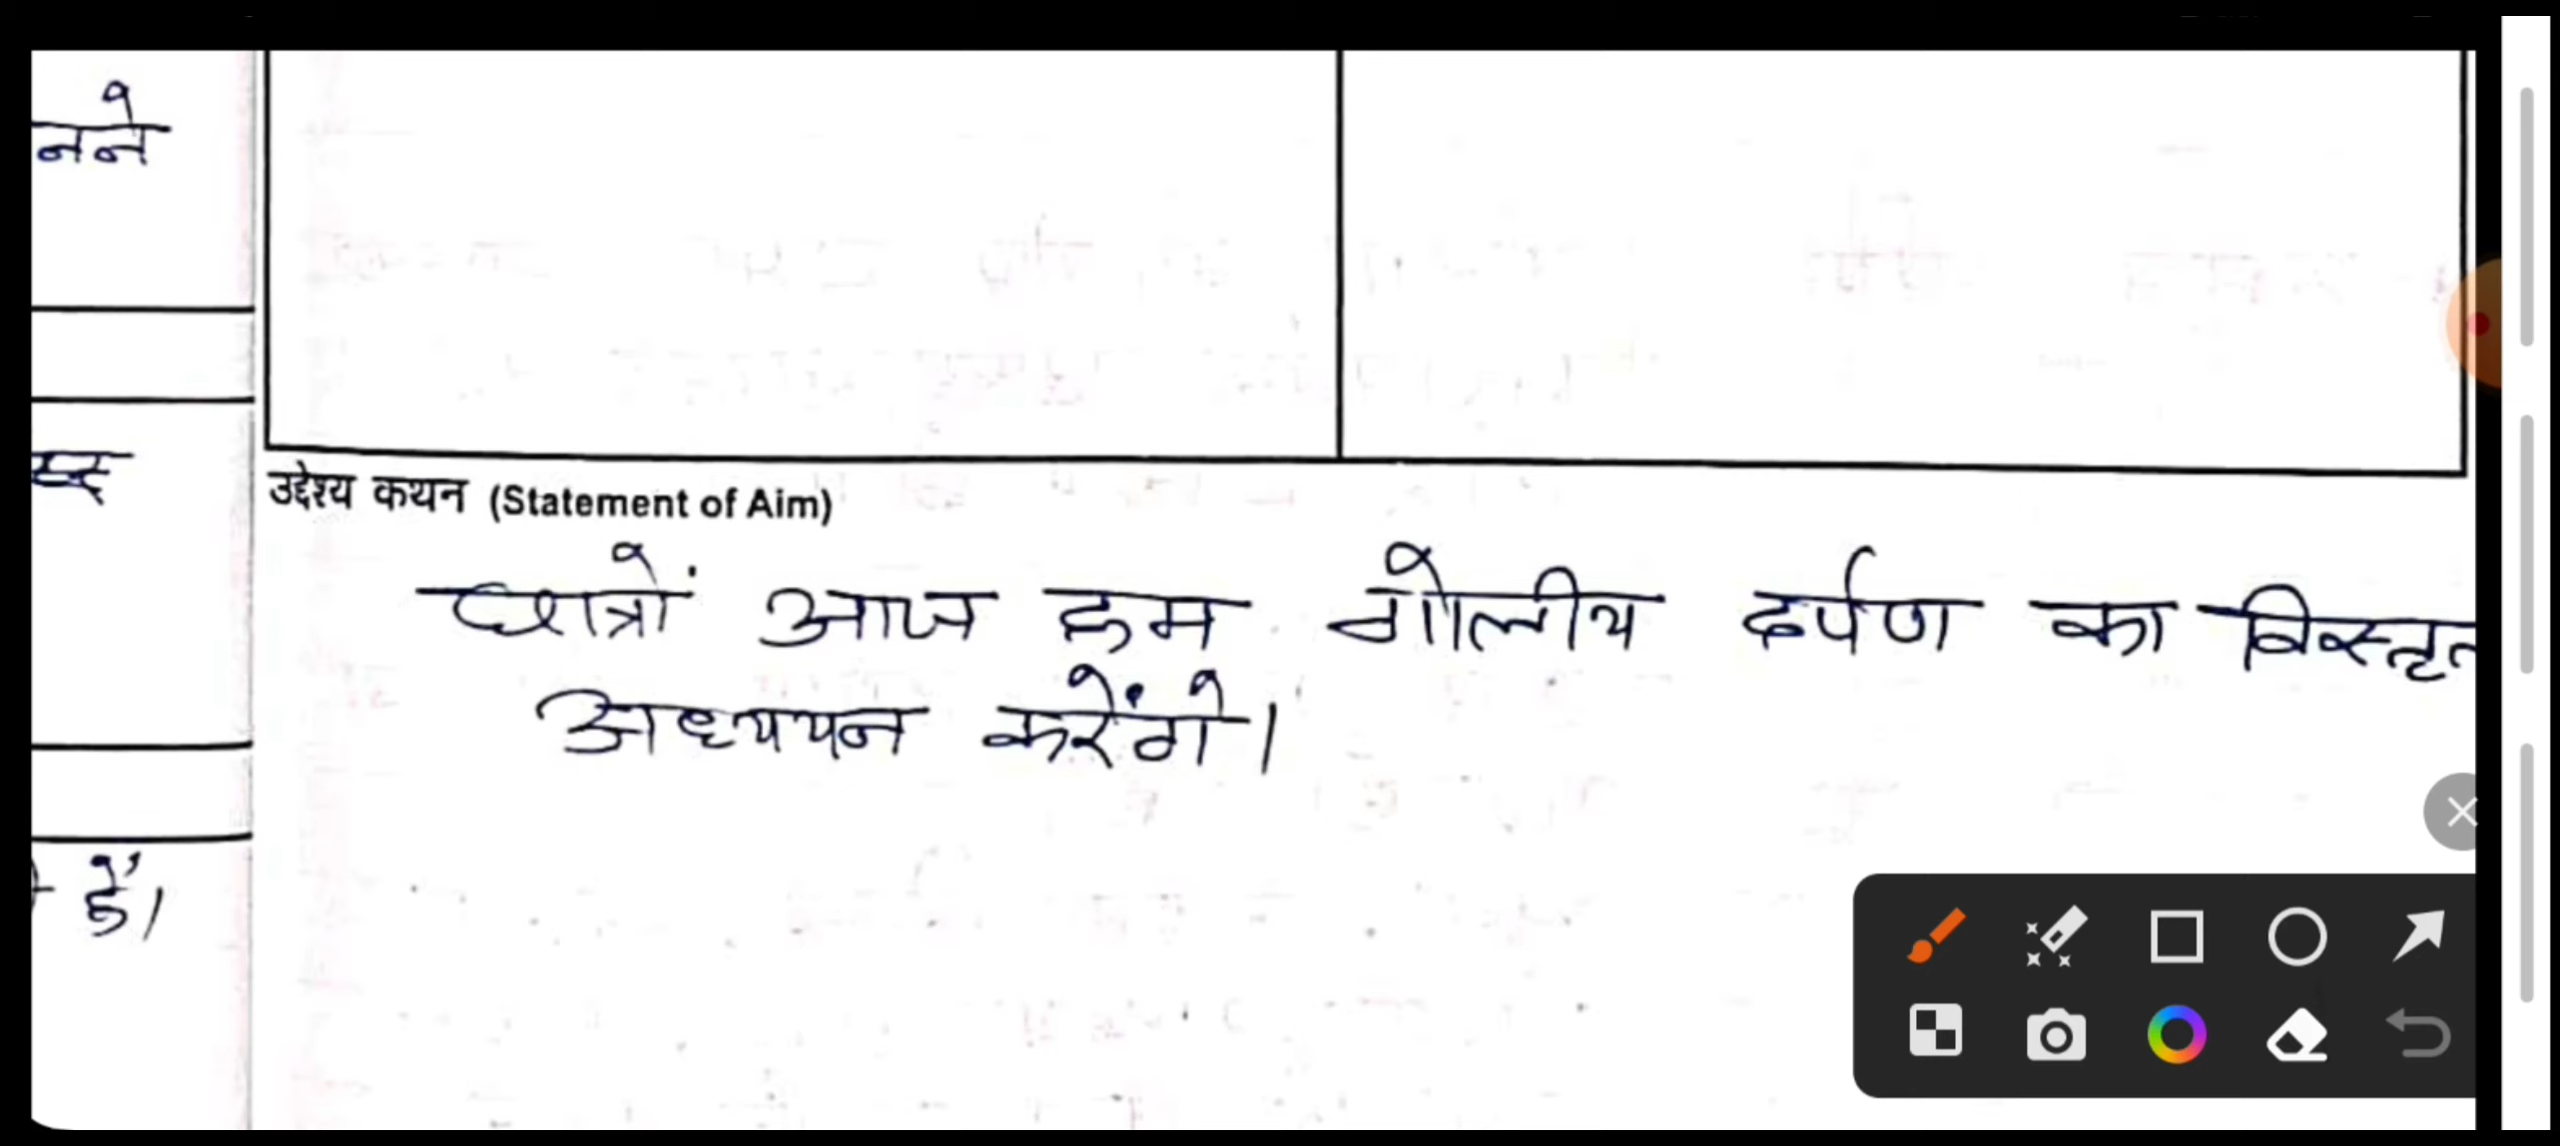 नने
उद्देश्य कथन (Statement of Aim)
छात्रों आज हम गोलीय दर्पण का विस्तृत
अध्ययन करेंगे।
हैं।